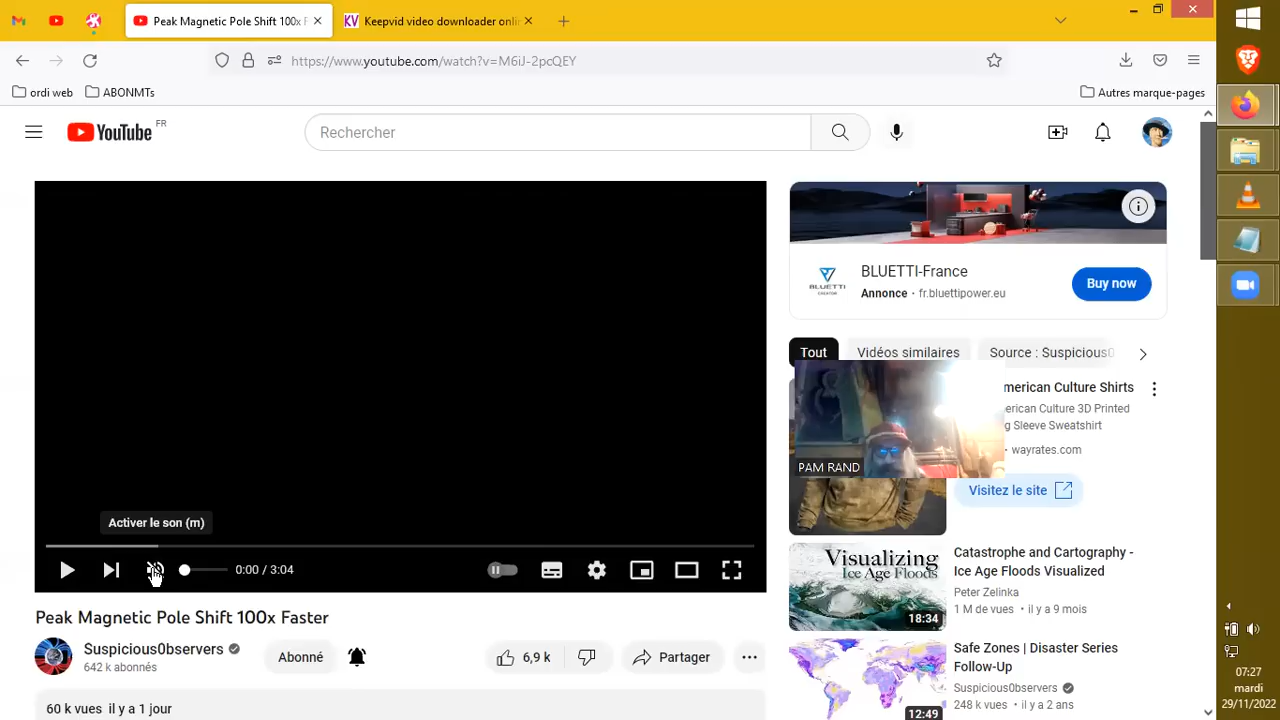 Peak Magnetic Pole Shift 100x F
KV Keepvid video downloader onli
https://www.youtube.com/watch?v=M6iJ-2pcQEY
ordi web ABONMTs Autres marque-pages
YouTube FR
Rechercher
BLUETTI-France
Annonce · fr.bluettipower.eu
Buy now
BLUETTI
Tout Vidéos similaires Source : Suspicious0
merican Culture Shirts
erican Culture 3D Printed
g Sleeve Sweatshirt
wayrates.com
PAM RAND
Visitez le site
Activer le son (m)
0:00 / 3:04
Peak Magnetic Pole Shift 100x Faster
Suspicious0bservers
642 k abonnés
Abonné
6,9 k
Partager
60 k vues il y a 1 jour
Visualizing
Ice Age Floods
18:34
Catastrophe and Cartography -
Ice Age Floods Visualized
Peter Zelinka
1 M de vues • il y a 9 mois
12:49
Safe Zones | Disaster Series
Follow-Up
Suspicious0bservers
248 k vues • il y a 2 ans
07:27
mardi
29/11/2022